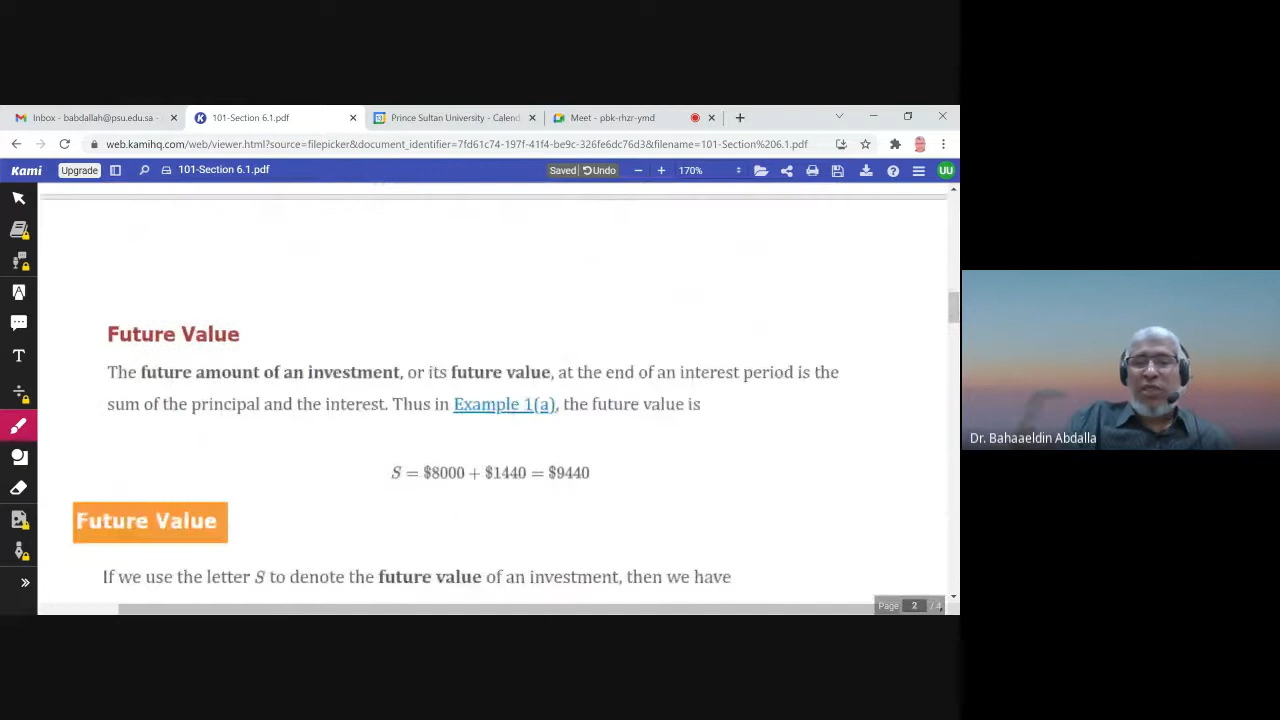 Inbox - babdallah@psu.edu.sa -
101-Section 6.1.pdf
Prince Sultan University - Calend
Meet - pbk-rhzr-ymd
web.kamihq.com/web/viewer.html?source=filepicker&document_identifier=7fd61c74-197f-41f4-be9c-326fe6dc76d3&filename=101-Section%206.1.pdf
Kami Upgrade 101-Section 6.1.pdf Saved Undo 170% UU
Future Value
The future amount of an investment, or its future value, at the end of an interest period is the
sum of the principal and the interest. Thus in Example 1(a), the future value is
S = $8000 + $1440 = $9440
Future Value
If we use the letter S to denote the future value of an investment, then we have
Page 2 / 4
Dr. Bahaaeldin Abdalla